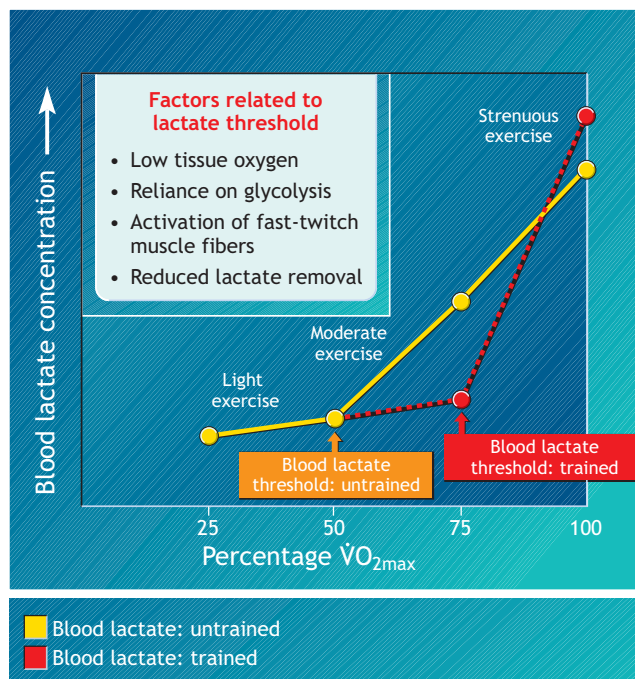 Factors related to
lactate threshold
• Low tissue oxygen
• Reliance on glycolysis
• Activation of fast-twitch
muscle fibers
• Reduced lactate removal
Strenuous
exercise
Moderate
exercise
Light
exercise
Blood lactate
threshold: untrained
Blood lactate
threshold: trained
Blood lactate concentration
25 50 75 100
Percentage V̇O₂max
Blood lactate: untrained
Blood lactate: trained